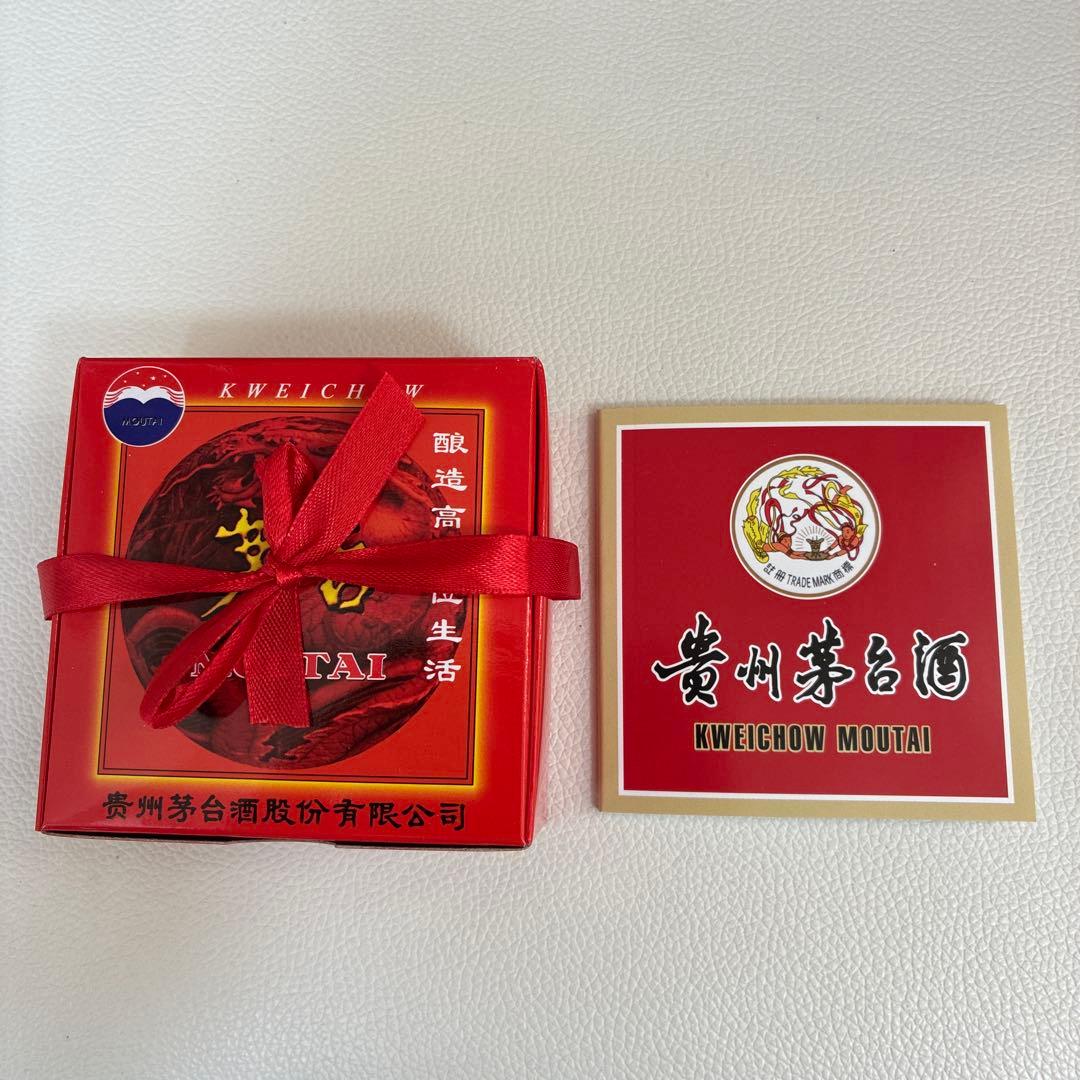 MOUTAI
KWEICHOW
酿造高位生活
MOUTAI
贵州茅台酒股份有限公司
註冊 TRADE MARK 商標
贵州茅台酒
KWEICHOW MOUTAI